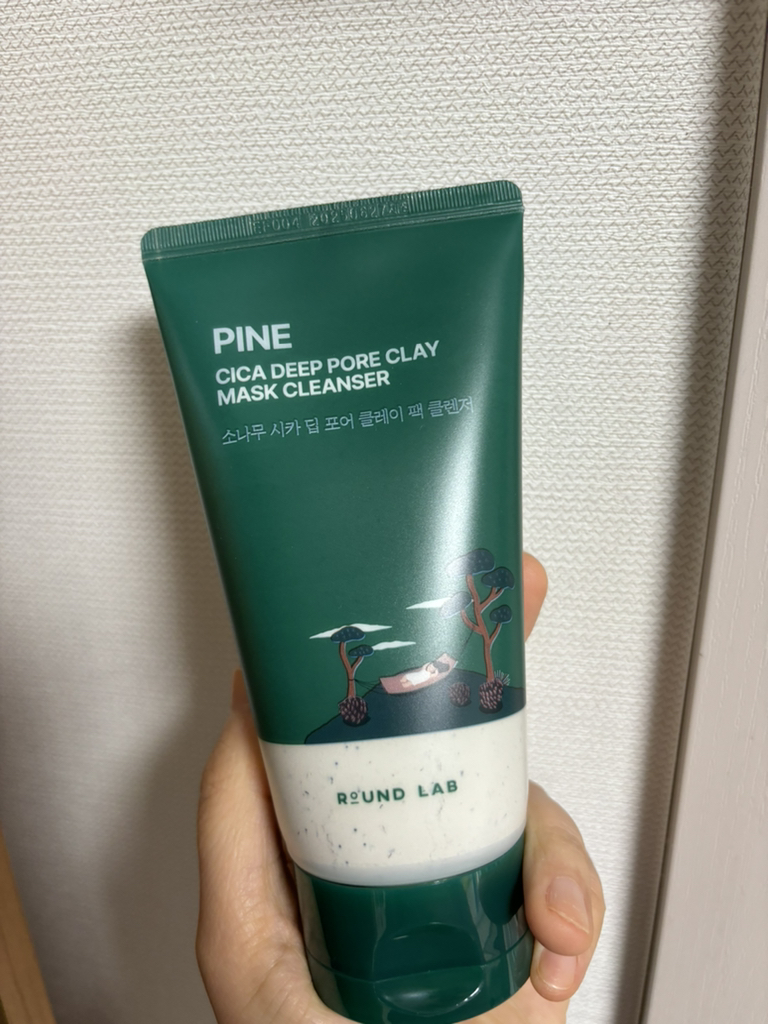 PINE
CICA DEEP PORE CLAY
MASK CLEANSER
소나무 시카 딥 포어 클레이 팩 클렌저
ROUND LAB